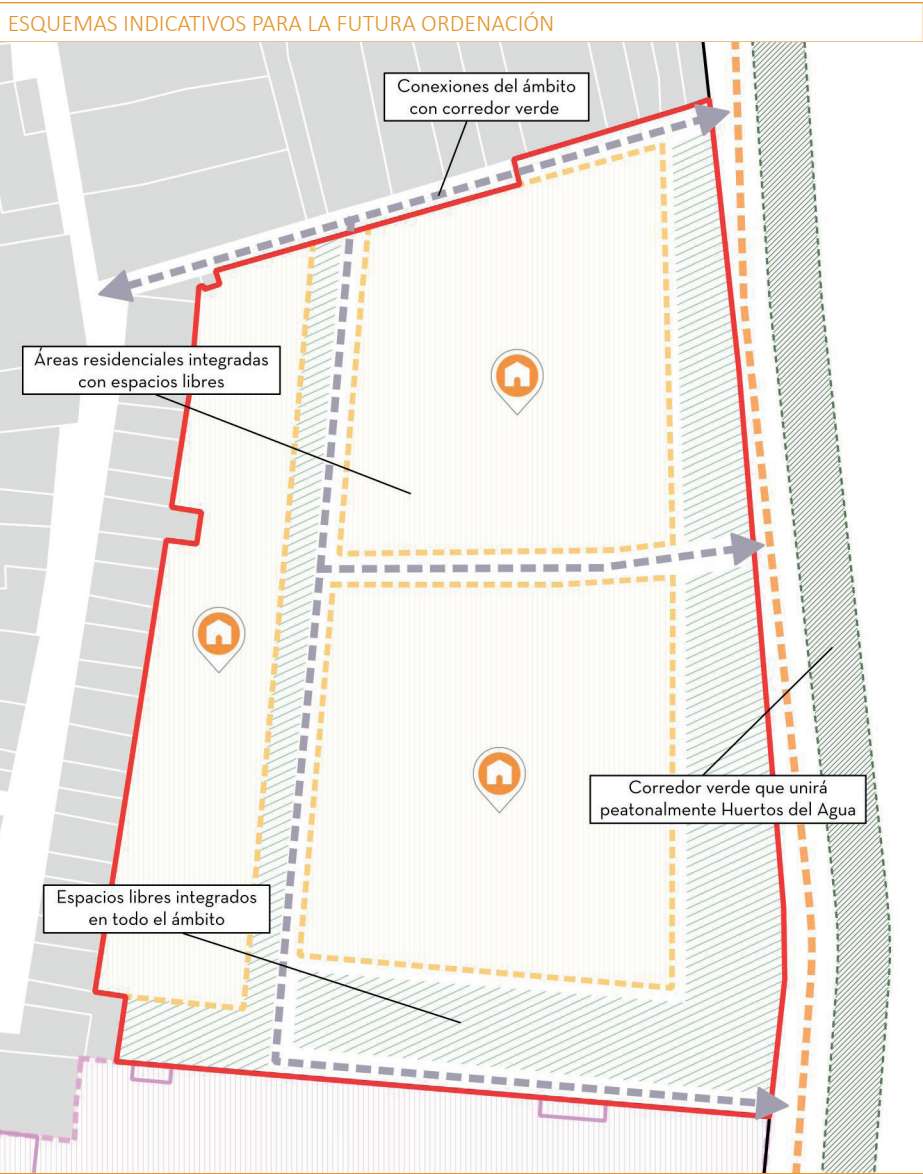 ESQUEMAS INDICATIVOS PARA LA FUTURA ORDENACIÓN
Conexiones del ámbito
con corredor verde
Áreas residenciales integradas
con espacios libres
Corredor verde que unirá
peatonalmente Huertos del Agua
Espacios libres integrados
en todo el ámbito